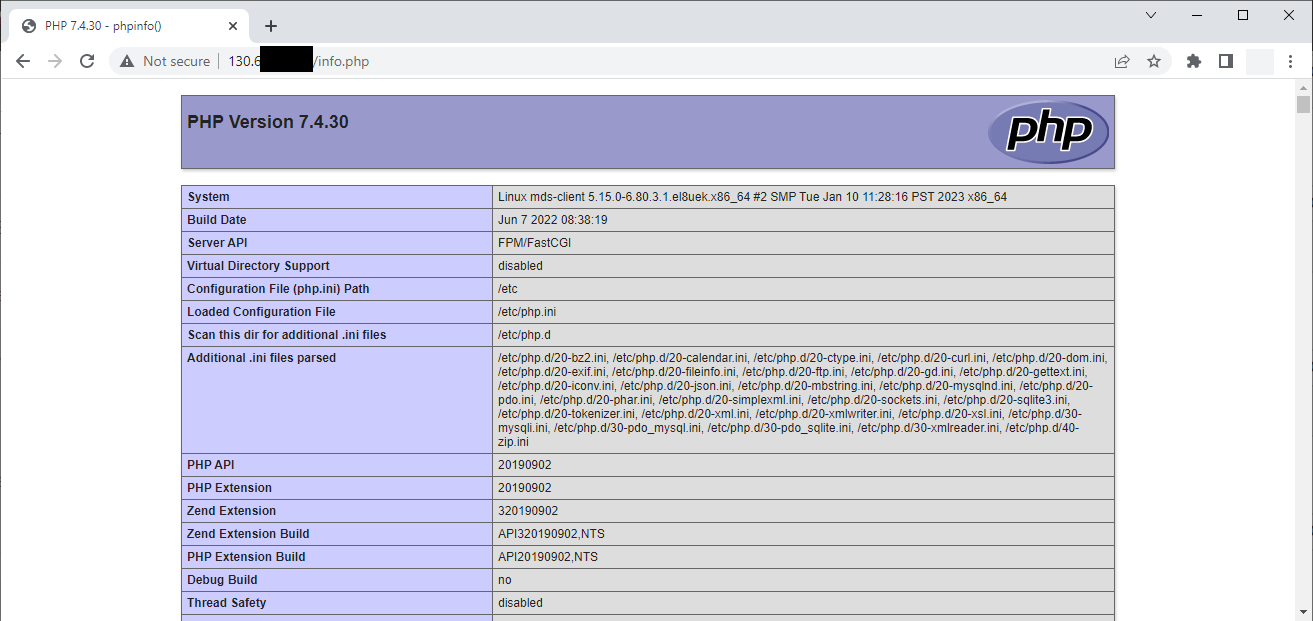 PHP 7.4.30 - phpinfo()
Not secure
130.6 /info.php
PHP Version 7.4.30
php
System Linux mds-client 5.15.0-6.80.3.1.el8uek.x86_64 #2 SMP Tue Jan 10 11:28:16 PST 2023 x86_64
Build Date Jun 7 2022 08:38:19
Server API FPM/FastCGI
Virtual Directory Support disabled
Configuration File (php.ini) Path /etc
Loaded Configuration File /etc/php.ini
Scan this dir for additional .ini files /etc/php.d
Additional .ini files parsed /etc/php.d/20-bz2.ini, /etc/php.d/20-calendar.ini, /etc/php.d/20-ctype.ini, /etc/php.d/20-curl.ini, /etc/php.d/20-dom.ini,
/etc/php.d/20-exif.ini, /etc/php.d/20-fileinfo.ini, /etc/php.d/20-ftp.ini, /etc/php.d/20-gd.ini, /etc/php.d/20-gettext.ini,
/etc/php.d/20-iconv.ini, /etc/php.d/20-json.ini, /etc/php.d/20-mbstring.ini, /etc/php.d/20-mysqlnd.ini, /etc/php.d/20-
pdo.ini, /etc/php.d/20-phar.ini, /etc/php.d/20-simplexml.ini, /etc/php.d/20-sockets.ini, /etc/php.d/20-sqlite3.ini,
/etc/php.d/20-tokenizer.ini, /etc/php.d/20-xml.ini, /etc/php.d/20-xmlwriter.ini, /etc/php.d/20-xsl.ini, /etc/php.d/30-
mysqli.ini, /etc/php.d/30-pdo_mysql.ini, /etc/php.d/30-pdo_sqlite.ini, /etc/php.d/30-xmlreader.ini, /etc/php.d/40-
zip.ini
PHP API 20190902
PHP Extension 20190902
Zend Extension 320190902
Zend Extension Build API320190902,NTS
PHP Extension Build API20190902,NTS
Debug Build no
Thread Safety disabled